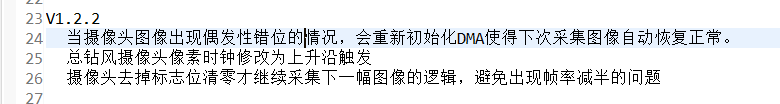 23 V1.2.2
24 当摄像头图像出现偶发性错位的情况，会重新初始化DMA使得下次采集图像自动恢复正常。
25 总钻风摄像头像素时钟修改为上升沿触发
26 摄像头去掉标志位清零才继续采集下一幅图像的逻辑，避免出现帧率减半的问题
27